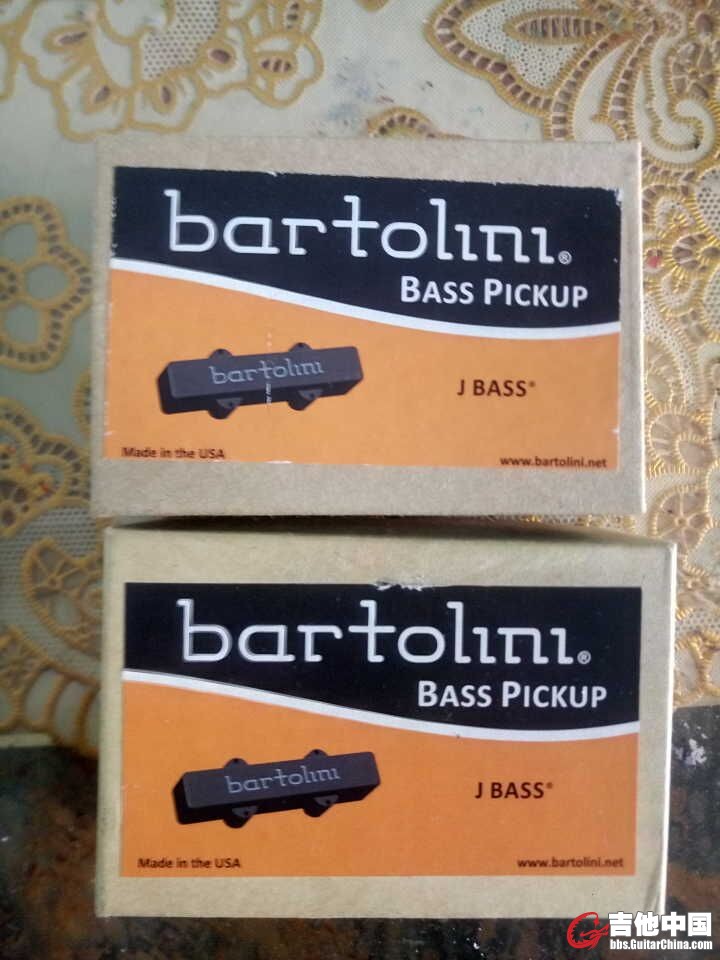 bartolini®
BASS PICKUP
bartolini
J BASS®
Made in the USA
www.bartolini.net
bartolini®
BASS PICKUP
bartolini
J BASS®
Made in the USA
www.bartolini.net
吉他中国
bbs.GuitarChina.com